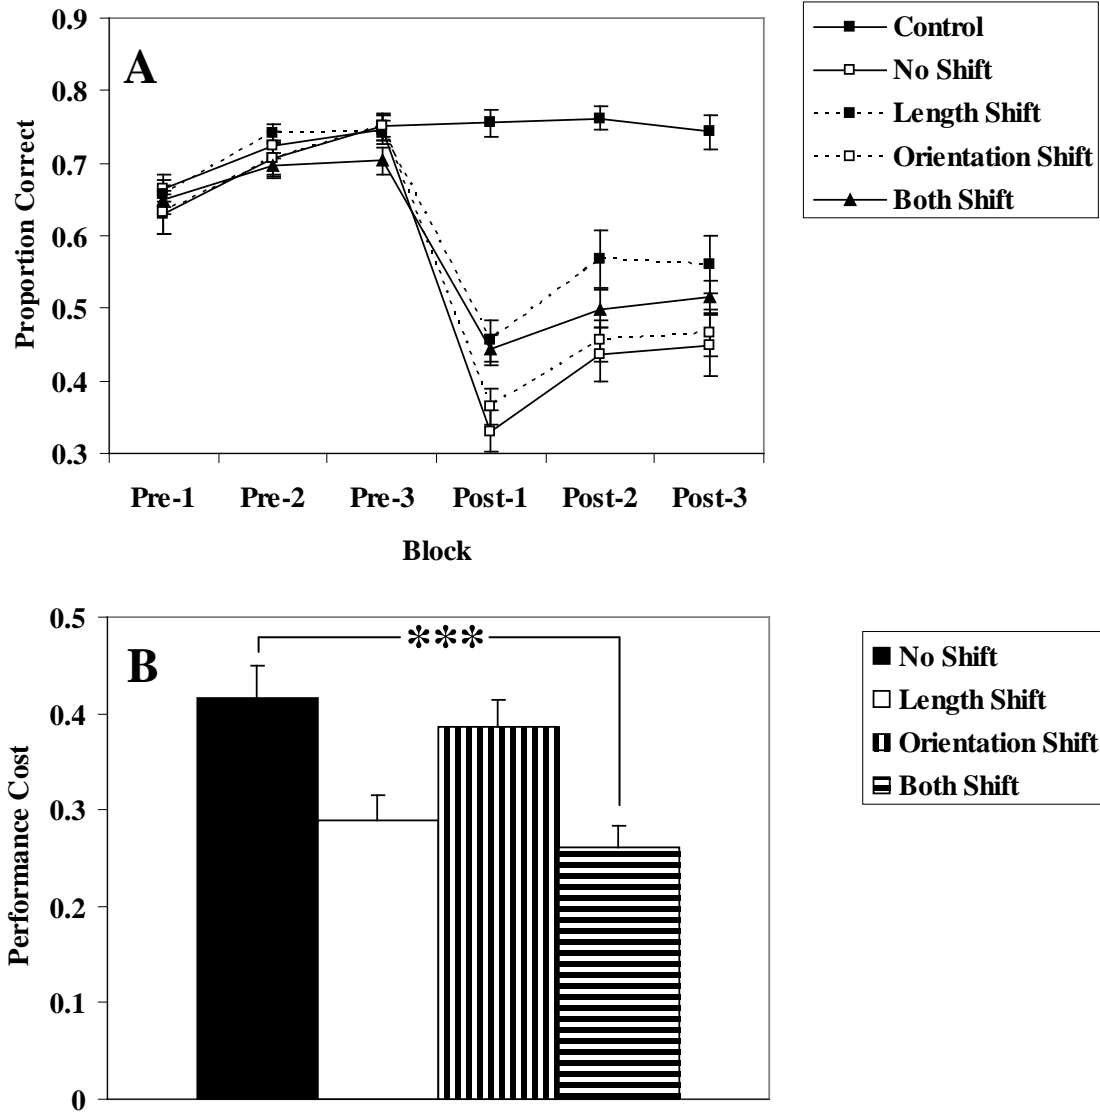 A
0.9
0.8
0.7
0.6
0.5
0.4
0.3
Proportion Correct
Pre-1 Pre-2 Pre-3 Post-1 Post-2 Post-3
Block
Control
No Shift
Length Shift
Orientation Shift
Both Shift
B
***
0.5
0.4
0.3
0.2
0.1
0
Performance Cost
No Shift
Length Shift
Orientation Shift
Both Shift